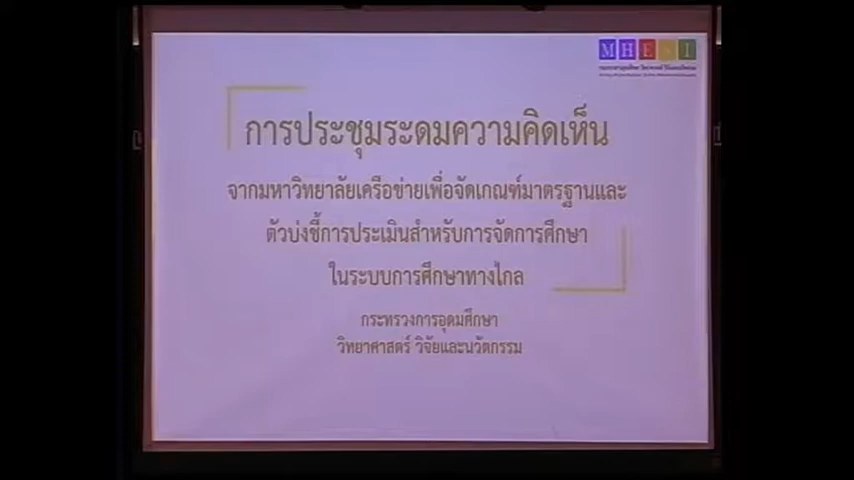 MHESI
การประชุมระดมความคิดเห็น
จากมหาวิทยาลัยเครือข่ายเพื่อจัดเกณฑ์มาตรฐานและ
ตัวบ่งชี้การประเมินสำหรับการจัดการศึกษา
ในระบบการศึกษาทางไกล
กระทรวงการอุดมศึกษา
วิทยาศาสตร์ วิจัยและนวัตกรรม